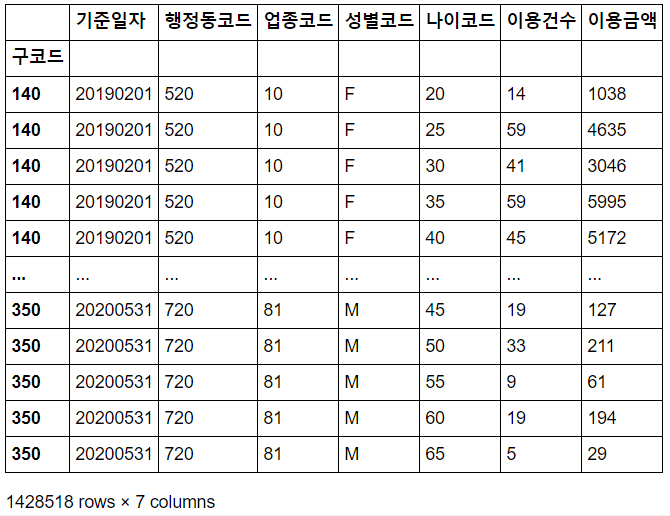 기준일자 행정동코드 업종코드 성별코드 나이코드 이용건수 이용금액
구코드
140 20190201 520 10 F 20 14 1038
140 20190201 520 10 F 25 59 4635
140 20190201 520 10 F 30 41 3046
140 20190201 520 10 F 35 59 5995
140 20190201 520 10 F 40 45 5172
... ... ... ... ... ... ... ...
350 20200531 720 81 M 45 19 127
350 20200531 720 81 M 50 33 211
350 20200531 720 81 M 55 9 61
350 20200531 720 81 M 60 19 194
350 20200531 720 81 M 65 5 29
1428518 rows × 7 columns